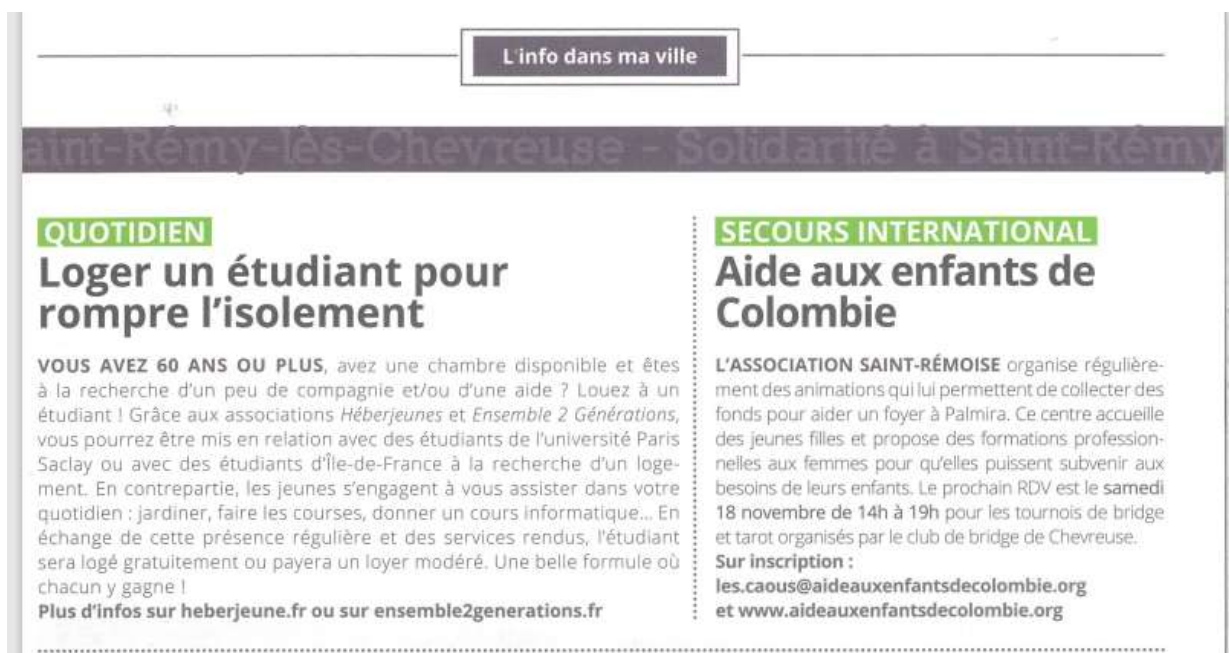 L'info dans ma ville
aint-Rémy-lès-Chevreuse - Solidarité à Saint-Rémy
QUOTIDIEN
Loger un étudiant pour
rompre l'isolement
VOUS AVEZ 60 ANS OU PLUS, avez une chambre disponible et êtes
à la recherche d'un peu de compagnie et/ou d'une aide ? Louez à un
étudiant ! Grâce aux associations Héberjeunes et Ensemble 2 Générations,
vous pourrez être mis en relation avec des étudiants de l'université Paris
Saclay ou avec des étudiants d'Île-de-France à la recherche d'un loge-
ment. En contrepartie, les jeunes s'engagent à vous assister dans votre
quotidien : jardiner, faire les courses, donner un cours informatique... En
échange de cette présence régulière et des services rendus, l'étudiant
sera logé gratuitement ou payera un loyer modéré. Une belle formule où
chacun y gagne !
Plus d'infos sur heberjeune.fr ou sur ensemble2generations.fr
SECOURS INTERNATIONAL
Aide aux enfants de
Colombie
L'ASSOCIATION SAINT-RÉMOISE organise régulière-
ment des animations qui lui permettent de collecter des
fonds pour aider un foyer à Palmira. Ce centre accueille
des jeunes filles et propose des formations profession-
nelles aux femmes pour qu'elles puissent subvenir aux
besoins de leurs enfants. Le prochain RDV est le samedi
18 novembre de 14h à 19h pour les tournois de bridge
et tarot organisés par le club de bridge de Chevreuse.
Sur inscription :
les.caous@aideauxenfantsdecolombie.org
et www.aideauxenfantsdecolombie.org